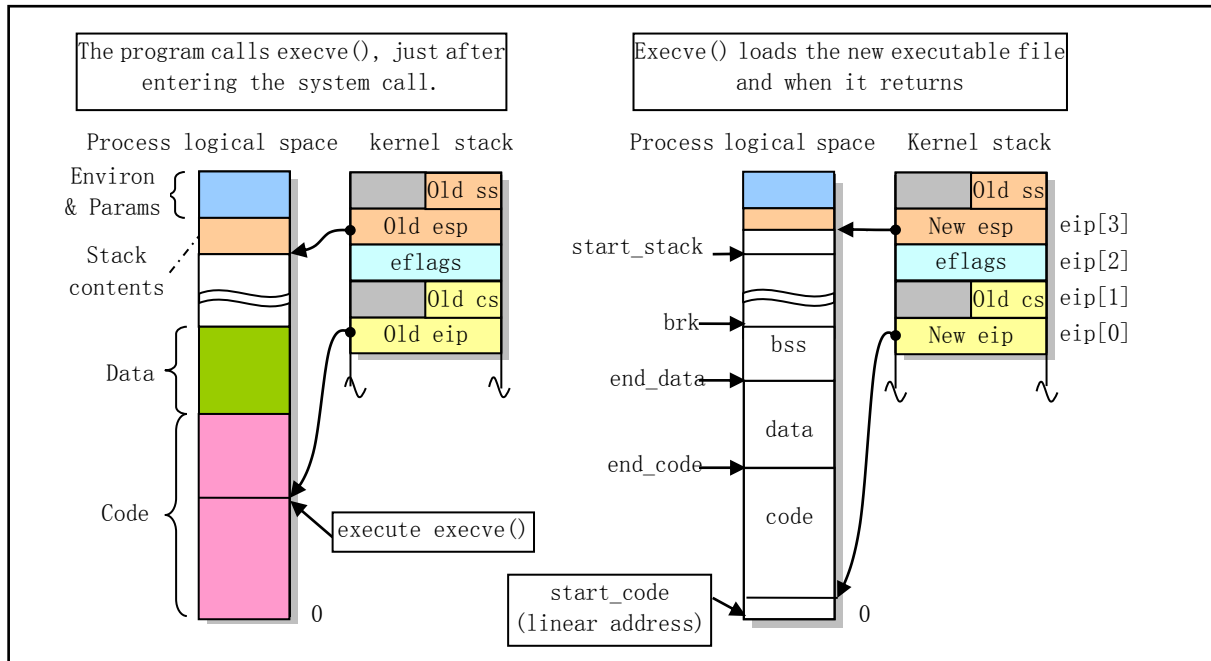 The program calls execve(), just after
entering the system call.
Execve() loads the new executable file
and when it returns
Process logical space
kernel stack
Environ
& Params
Stack
contents
Data
Code
Old ss
Old esp
eflags
Old cs
Old eip
execute execve()
0
Process logical space
Kernel stack
start_stack
brk
end_data
end_code
bss
data
code
start_code
(linear address)
0
Old ss
New esp
eflags
Old cs
New eip
eip[3]
eip[2]
eip[1]
eip[0]